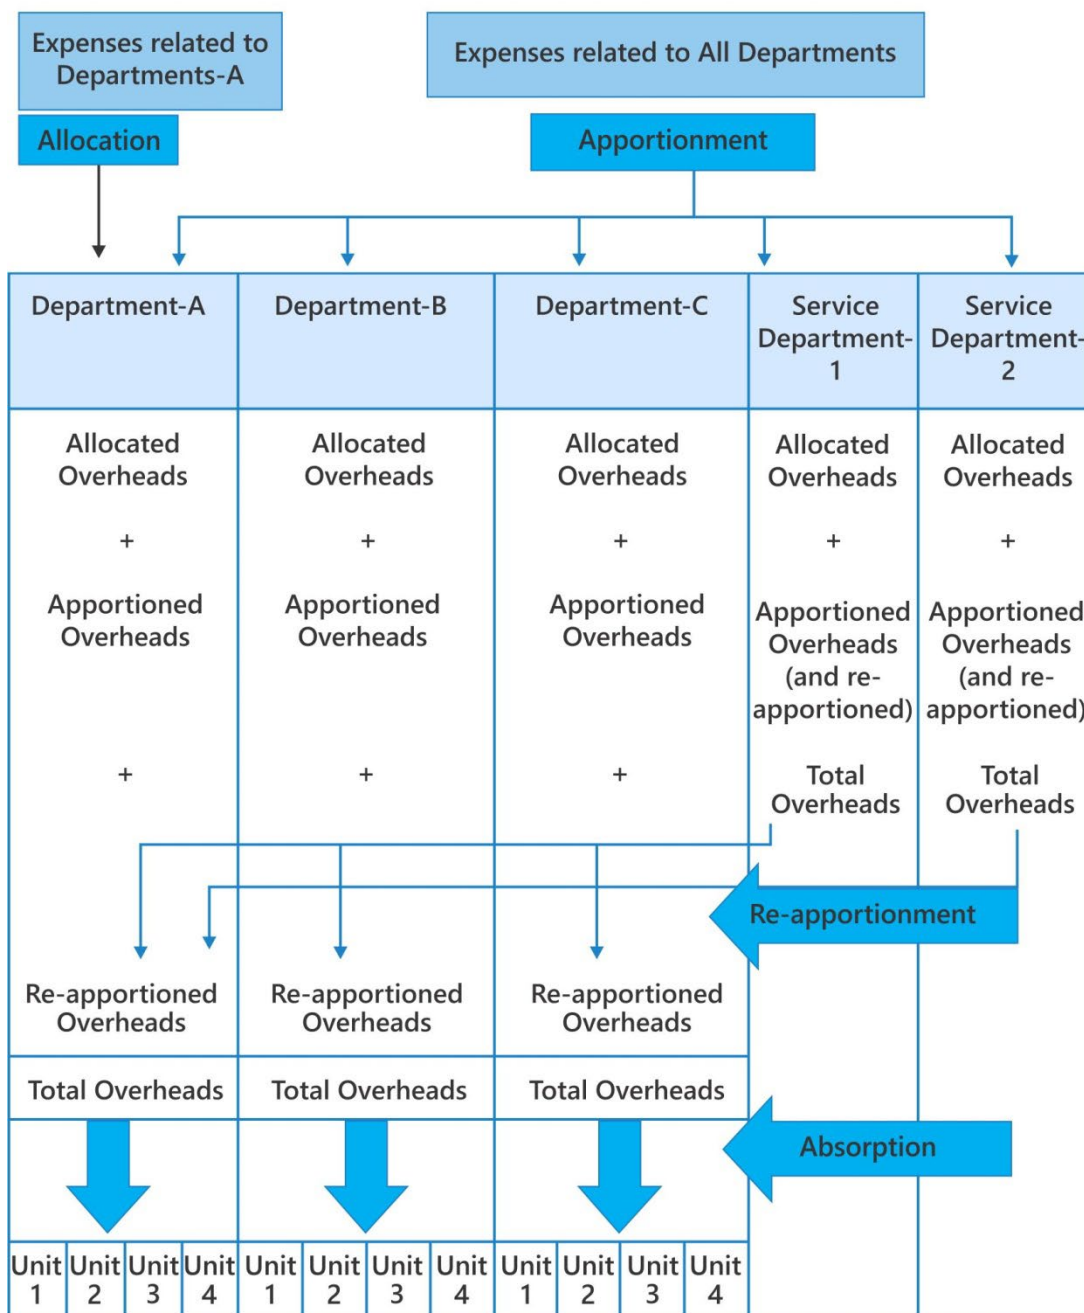 Expenses related to
Departments-A
Expenses related to All Departments
Allocation
Apportionment
Department-A
Department-B
Department-C
Service
Department-
1
Service
Department-
2
Allocated
Overheads
Allocated
Overheads
Allocated
Overheads
Allocated
Overheads
Allocated
Overheads
+
+
+
+
+
Apportioned
Overheads
Apportioned
Overheads
Apportioned
Overheads
Apportioned
Overheads
(and re-
apportioned)
Apportioned
Overheads
(and re-
apportioned)
+
+
+
Total
Overheads
Total
Overheads
Re-apportionment
Re-apportioned
Overheads
Re-apportioned
Overheads
Re-apportioned
Overheads
Total Overheads
Total Overheads
Total Overheads
Absorption
Unit
1
Unit
2
Unit
3
Unit
4
Unit
1
Unit
2
Unit
3
Unit
4
Unit
1
Unit
2
Unit
3
Unit
4